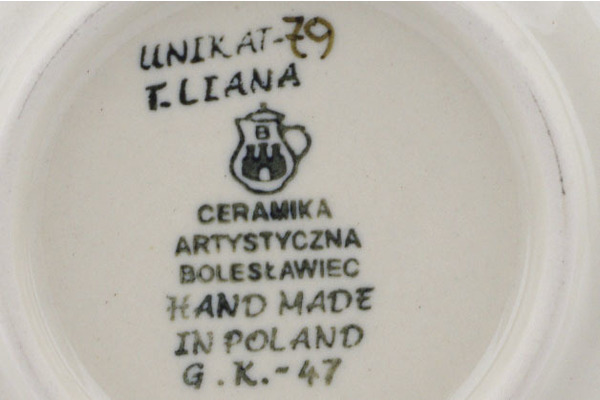 UNIKAT-79
T.LIANA
B
CERAMIKA
ARTYSTYCZNA
BOLESŁAWIEC
HAND MADE
IN POLAND
G.K.-47